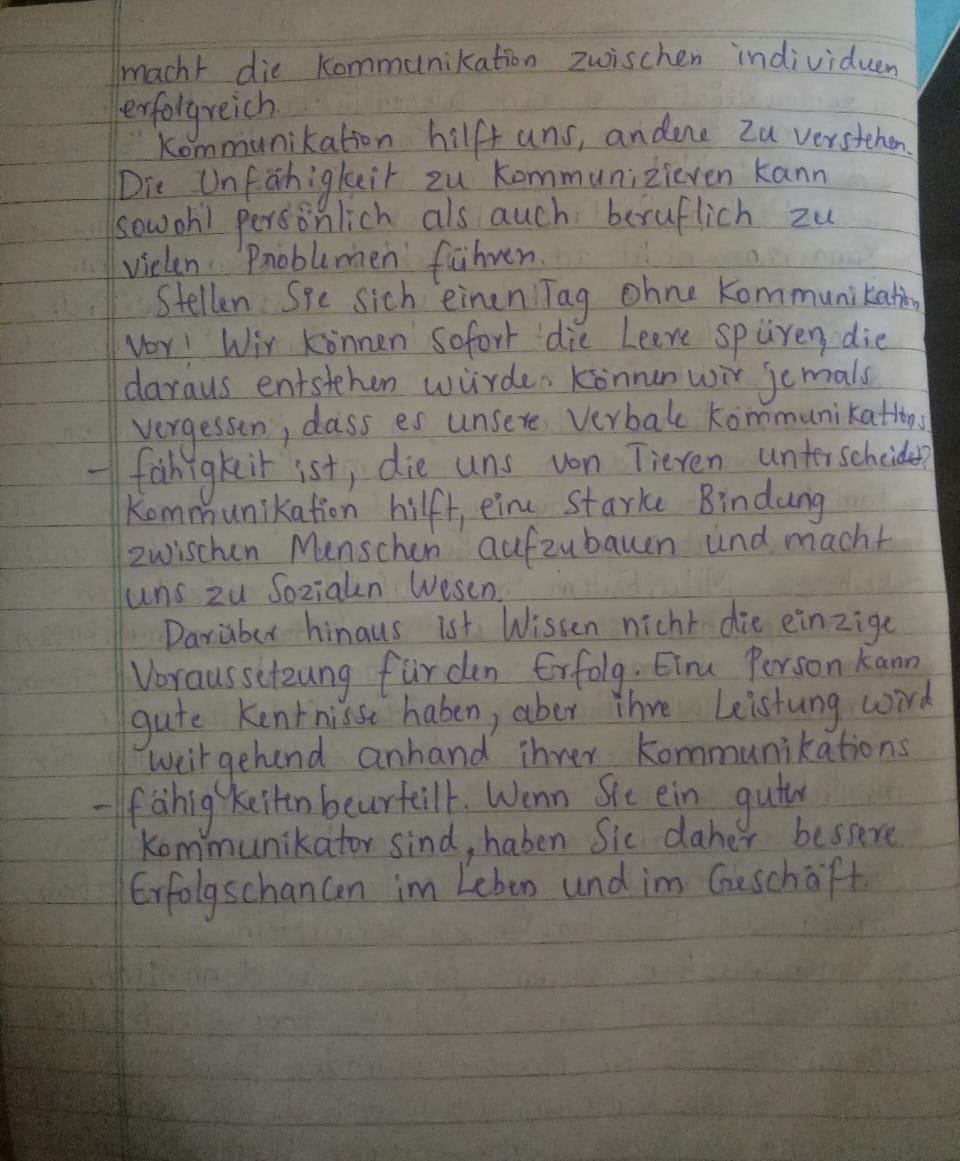 macht die Kommunikation zwischen individuen
erfolgreich.
Kommunikation hilft uns, andere zu verstehen.
Die Unfähigkeit zu Kommunizieren kann
sowohl persönlich als auch beruflich zu
vielen Problemen führen.
Stellen Sie sich einen Tag ohne Kommunikation
vor! Wir können sofort die Leere spüren, die
daraus entstehen würde. Können wir jemals
vergessen, dass es unsere verbale Kommunikations
- fähigkeit ist, die uns von Tieren unterscheidet?
Kommunikation hilft, eine starke Bindung
zwischen Menschen aufzubauen und macht
uns zu Sozialen Wesen.
Darüber hinaus ist Wissen nicht die einzige
Voraussetzung für den Erfolg. Eine Person kann
gute Kentnisse haben, aber ihre Leistung wird
weitgehend anhand ihrer Kommunikations
- fähigkeiten beurteilt. Wenn Sie ein guter
Kommunikator sind, haben Sie daher bessere
Erfolgschancen im Leben und im Geschäft.